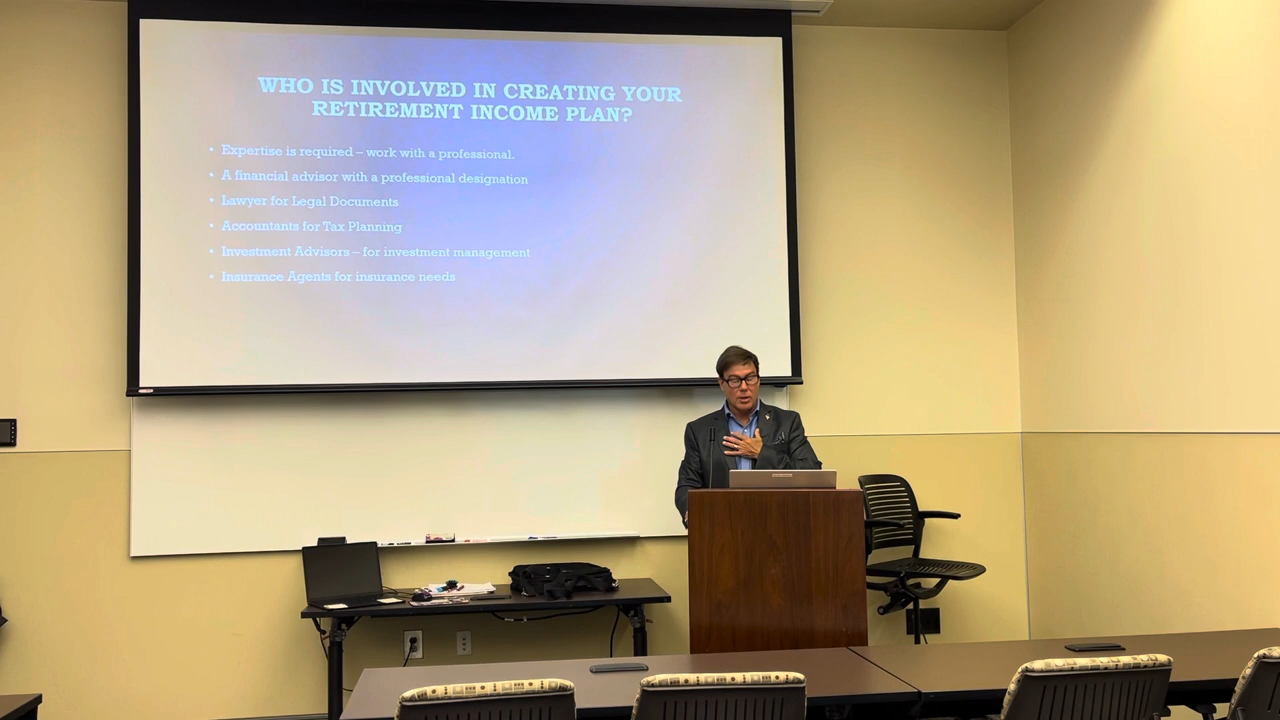 WHO IS INVOLVED IN CREATING YOUR
RETIREMENT INCOME PLAN?
• Expertise is required – work with a professional.
• A financial advisor with a professional designation
• Lawyer for Legal Documents
• Accountants for Tax Planning
• Investment Advisors – for investment management
• Insurance Agents for insurance needs